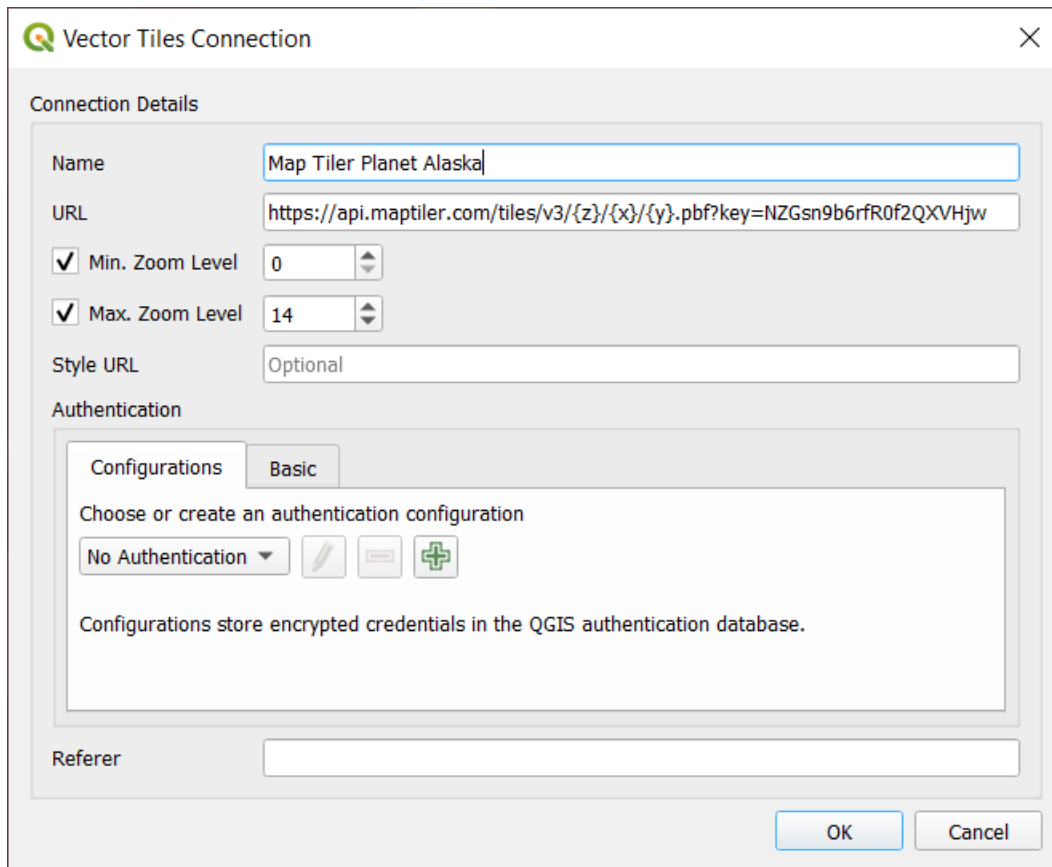 Vector Tiles Connection
Connection Details
Name Map Tiler Planet Alaska
URL https://api.maptiler.com/tiles/v3/{z}/{x}/{y}.pbf?key=NZGsn9b6rfR0f2QXVHjw
Min. Zoom Level 0
Max. Zoom Level 14
Style URL Optional
Authentication
Configurations Basic
Choose or create an authentication configuration
No Authentication
Configurations store encrypted credentials in the QGIS authentication database.
Referer
OK Cancel